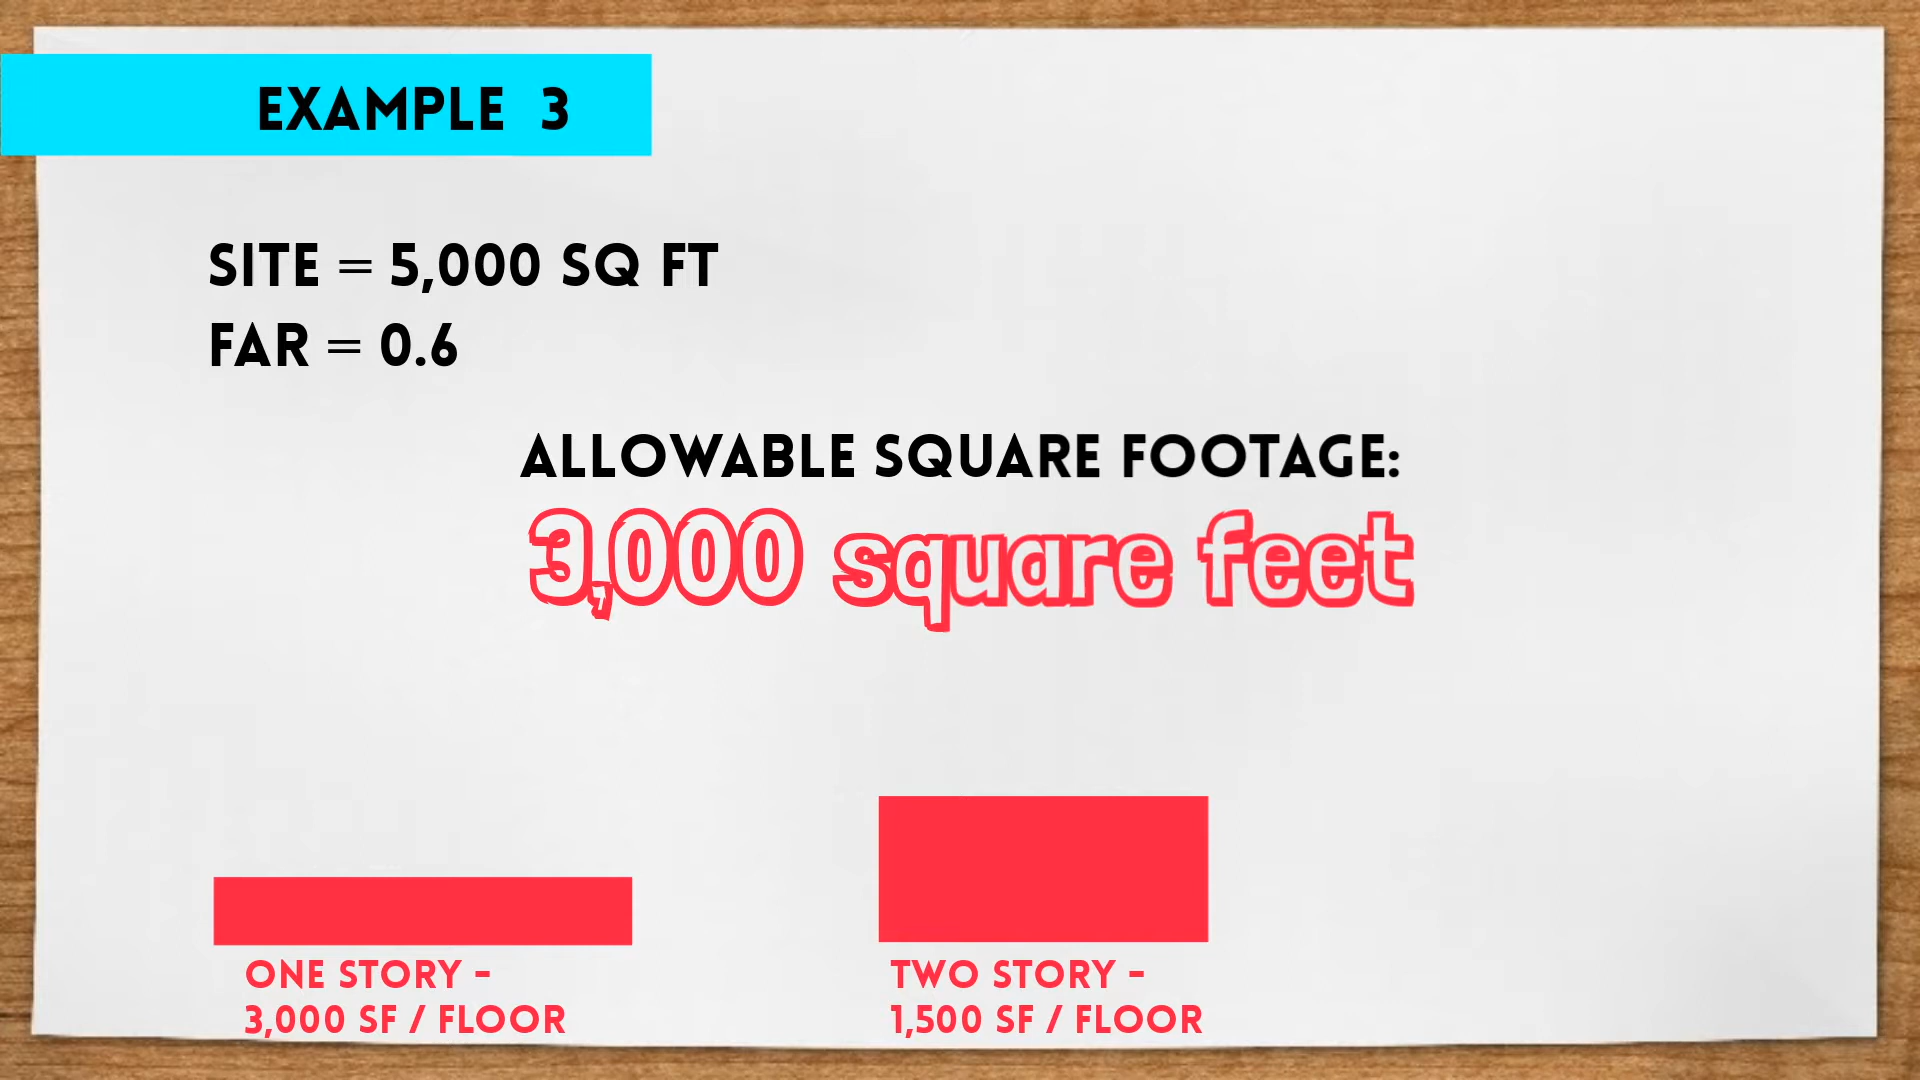 EXAMPLE 3
SITE = 5,000 SQ FT
FAR = 0.6
ALLOWABLE SQUARE FOOTAGE:
3,000 square feet
ONE STORY -
3,000 SF / FLOOR
TWO STORY -
1,500 SF / FLOOR